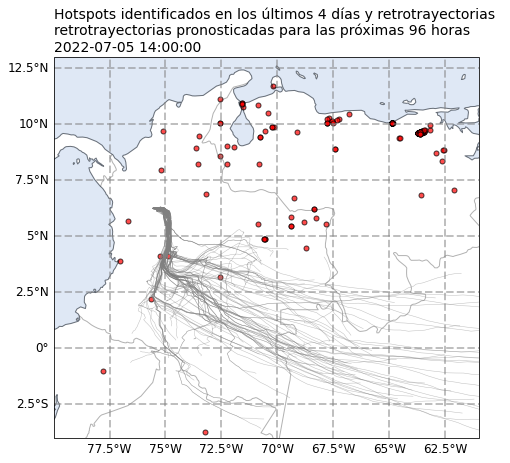 Hotspots identificados en los últimos 4 días y retrotrayectorias
retrotrayectorias pronosticadas para las próximas 96 horas
2022-07-05 14:00:00
12.5°N
10°N
7.5°N
5°N
2.5°N
0°
2.5°S
77.5°W 75°W 72.5°W 70°W 67.5°W 65°W 62.5°W